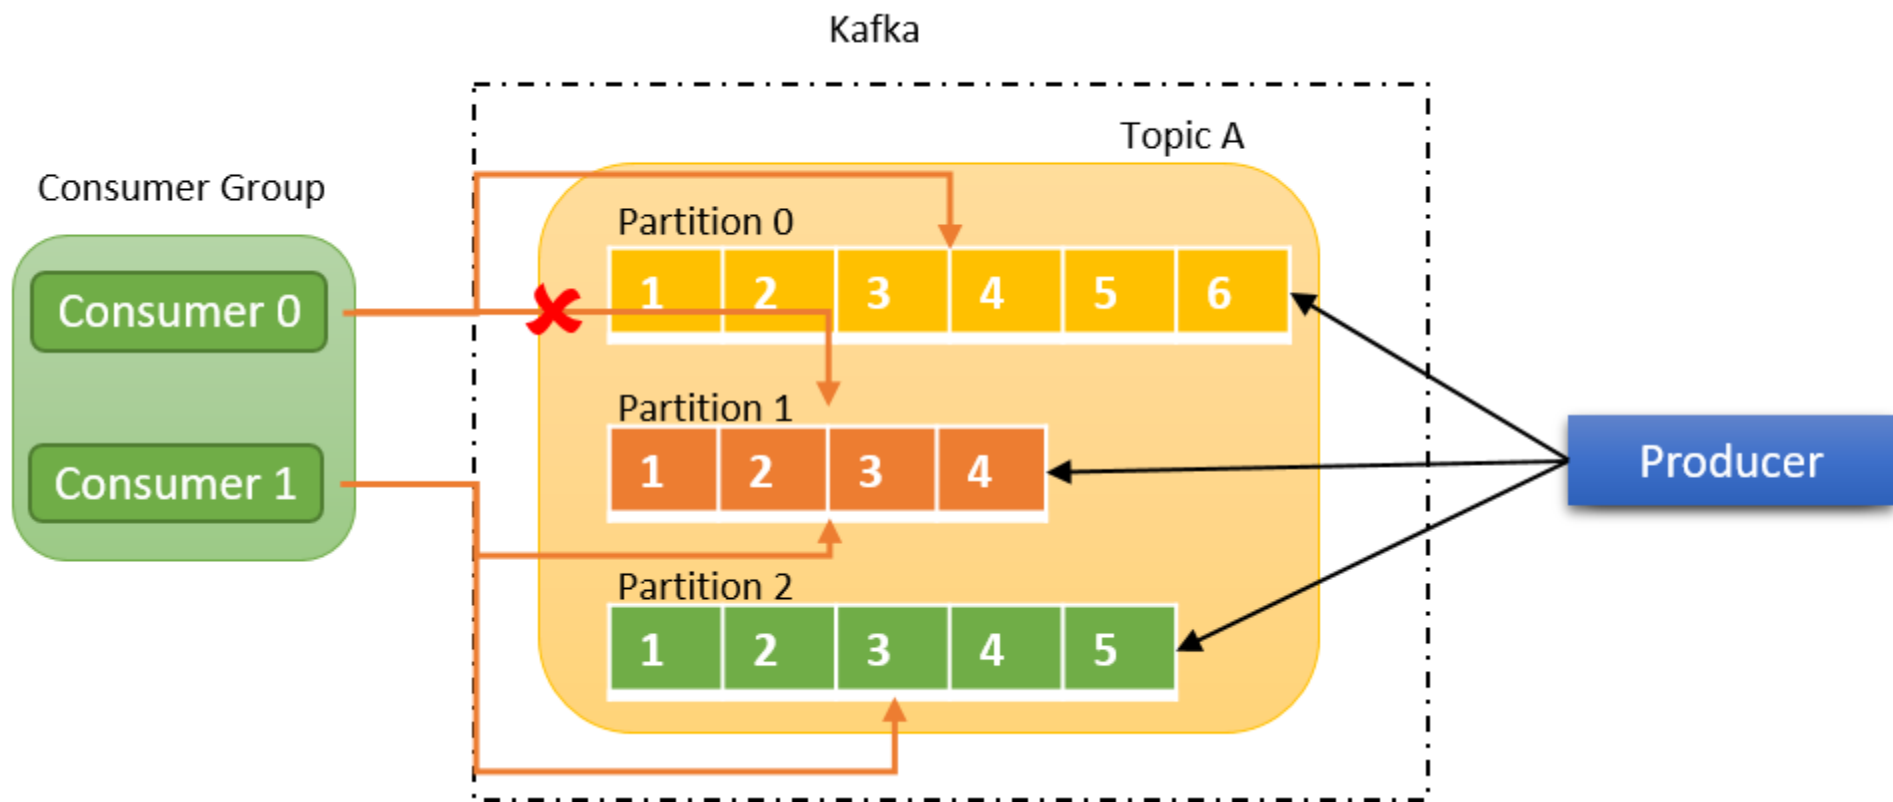 Kafka
Topic A
Consumer Group
Partition 0
1 2 3 4 5 6
Consumer 0
Partition 1
1 2 3 4
Consumer 1
Producer
Partition 2
1 2 3 4 5